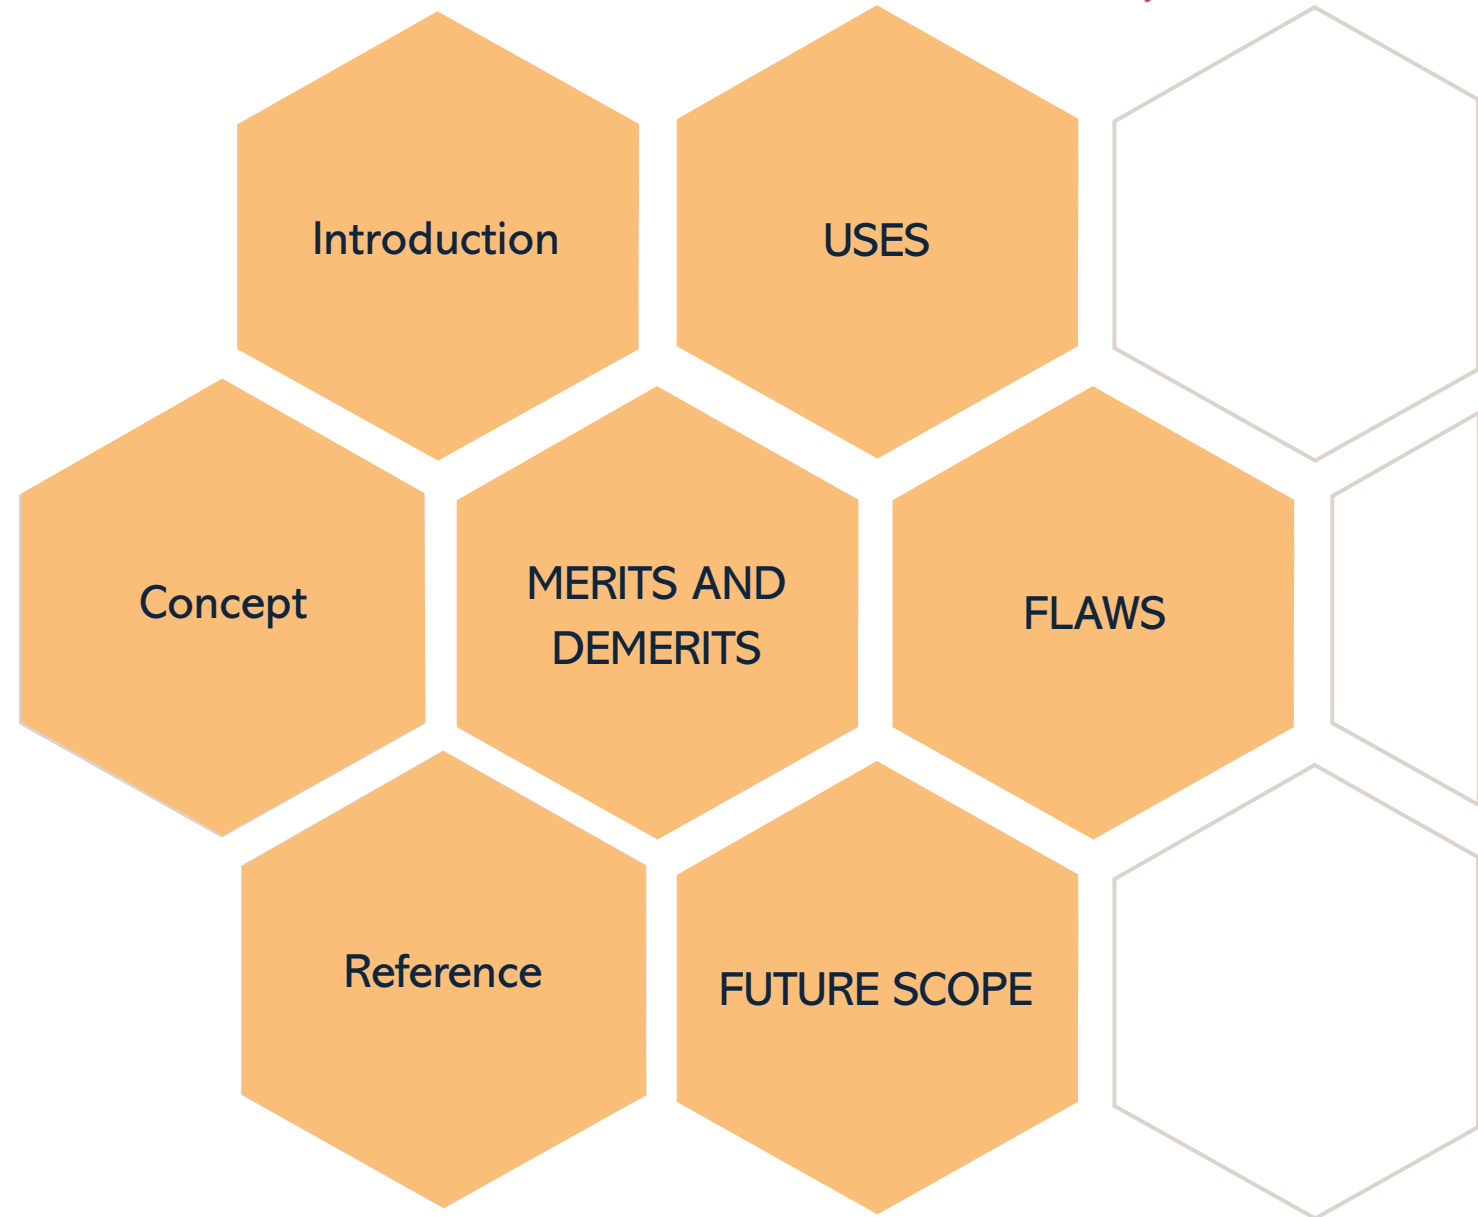 Introduction
USES
Concept
MERITS AND
DEMERITS
FLAWS
Reference
FUTURE SCOPE